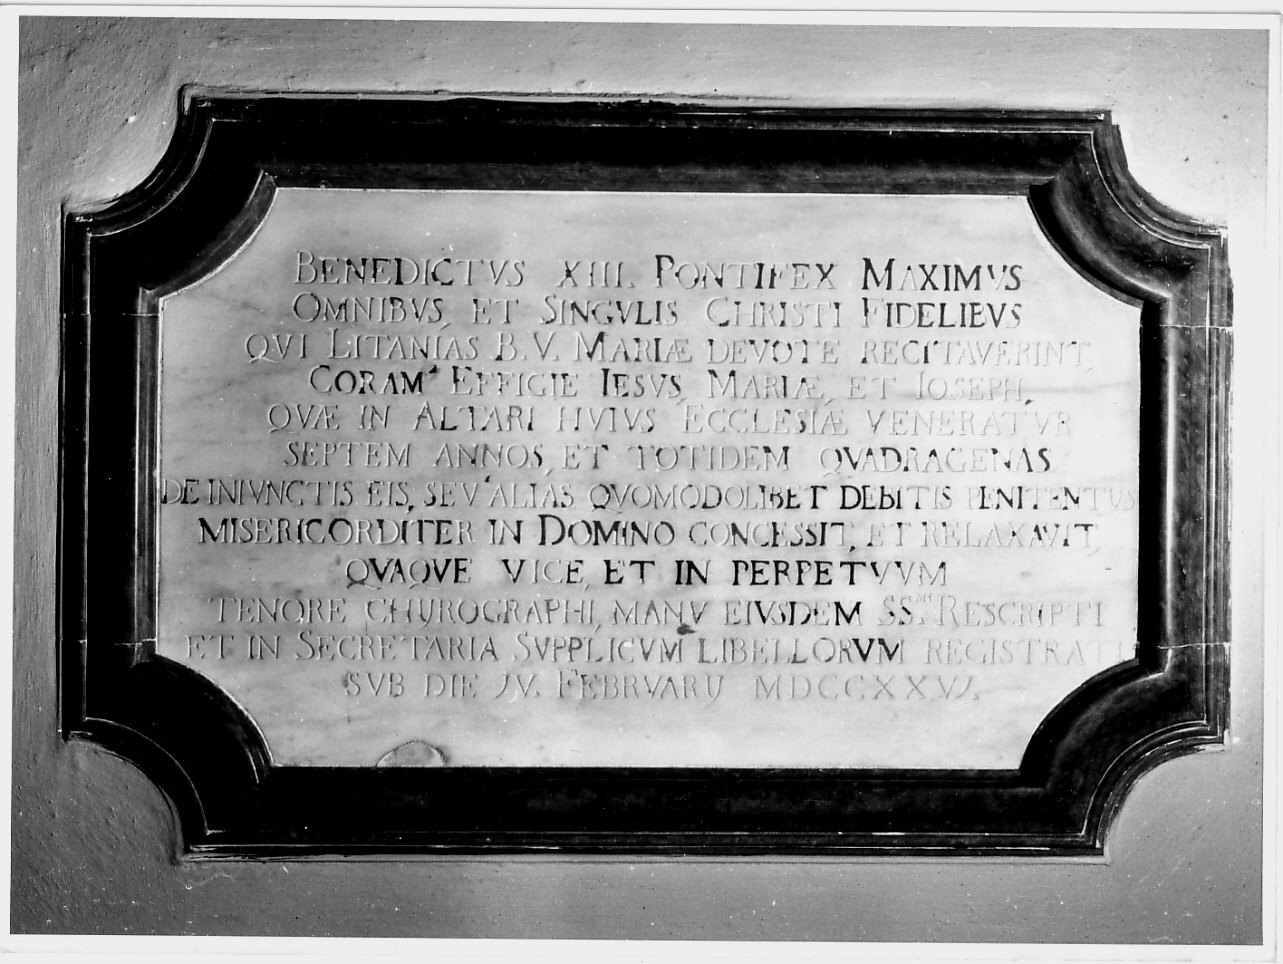 BENEDICTVS XIII. PONTIFEX MAXIMVS
OMNIBVS, ET SINGVLIS CHRISTI FIDELIBVS
QVI LITANIAS B.V. MARIÆ DEVOTE RECITAVERINT,
CORAM EFFIGIE IESVS, MARIÆ, ET IOSEPH,
QVÆ IN ALTARI HVIVS ECCLESIÆ VENERATVR
SEPTEM ANNOS, ET TOTIDEM QVADRAGENAS
DE INIVNCTIS EIS, SEV ALIAS QVOMODOLIBET DEBITIS PENITENTIIS
MISERICORDITER IN DOMINO CONCESSIT, ET RELAXAVIT,
QVAQVE VICE, ET IN PERPETVVM
TENORE CHYROGRAPHI, MANV EIVSDEM SS.MI RESCRIPTI
ET IN SECRETARIA SVPPLICVM LIBELLORVM REGISTRATI
SVB DIE IV. FEBRVARIJ MDCCXXVI.